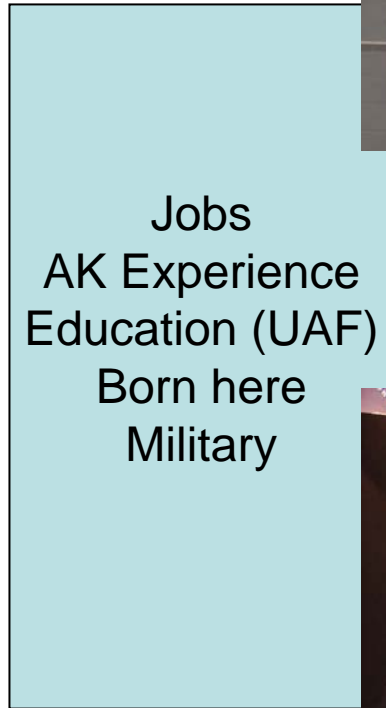 Jobs
AK Experience
Education (UAF)
Born here
Military